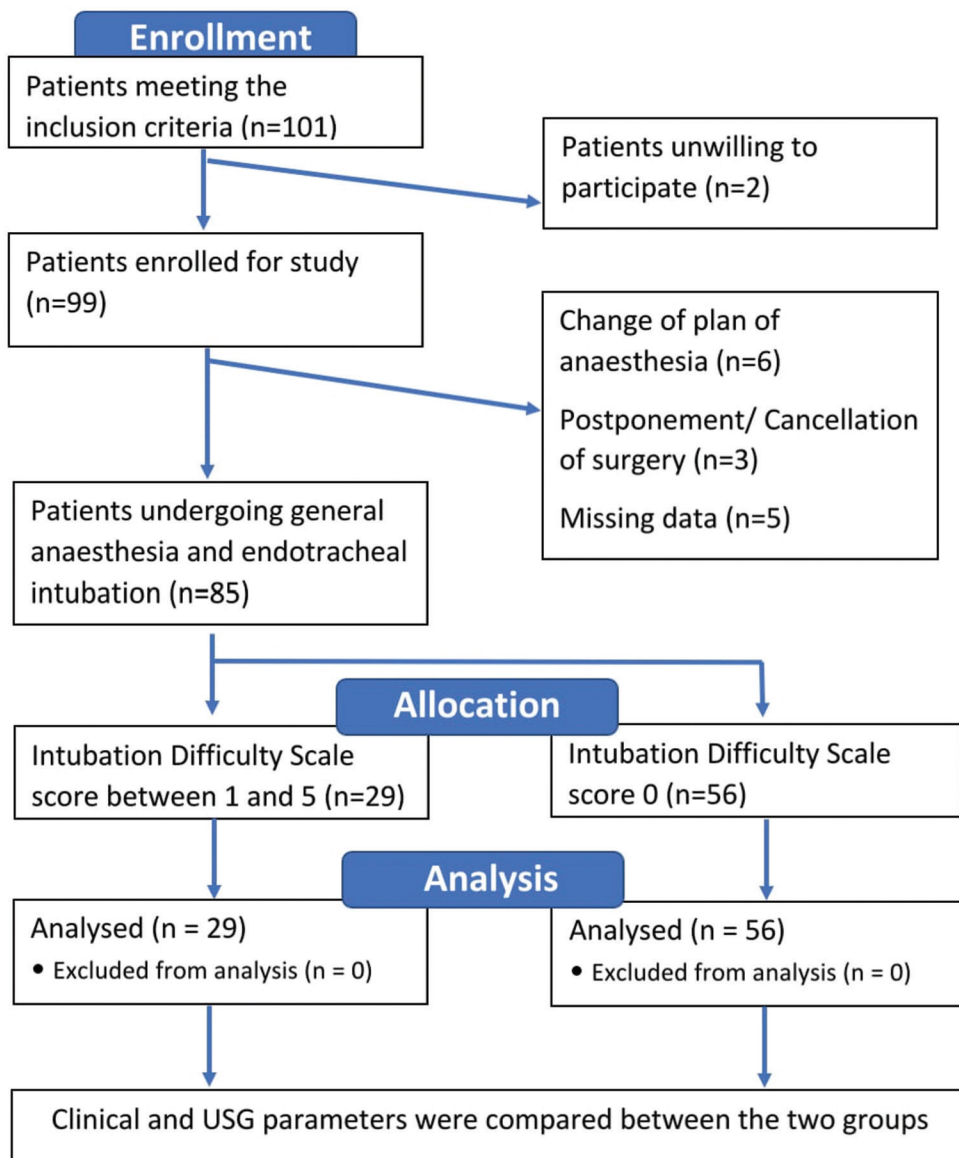 Enrollment
Patients meeting the
inclusion criteria (n=101)
Patients unwilling to
participate (n=2)
Patients enrolled for study
(n=99)
Change of plan of
anaesthesia (n=6)
Postponement/ Cancellation
of surgery (n=3)
Missing data (n=5)
Patients undergoing general
anaesthesia and endotracheal
intubation (n=85)
Allocation
Intubation Difficulty Scale
score between 1 and 5 (n=29)
Intubation Difficulty Scale
score 0 (n=56)
Analysis
Analysed (n = 29)
• Excluded from analysis (n = 0)
Analysed (n = 56)
• Excluded from analysis (n = 0)
Clinical and USG parameters were compared between the two groups